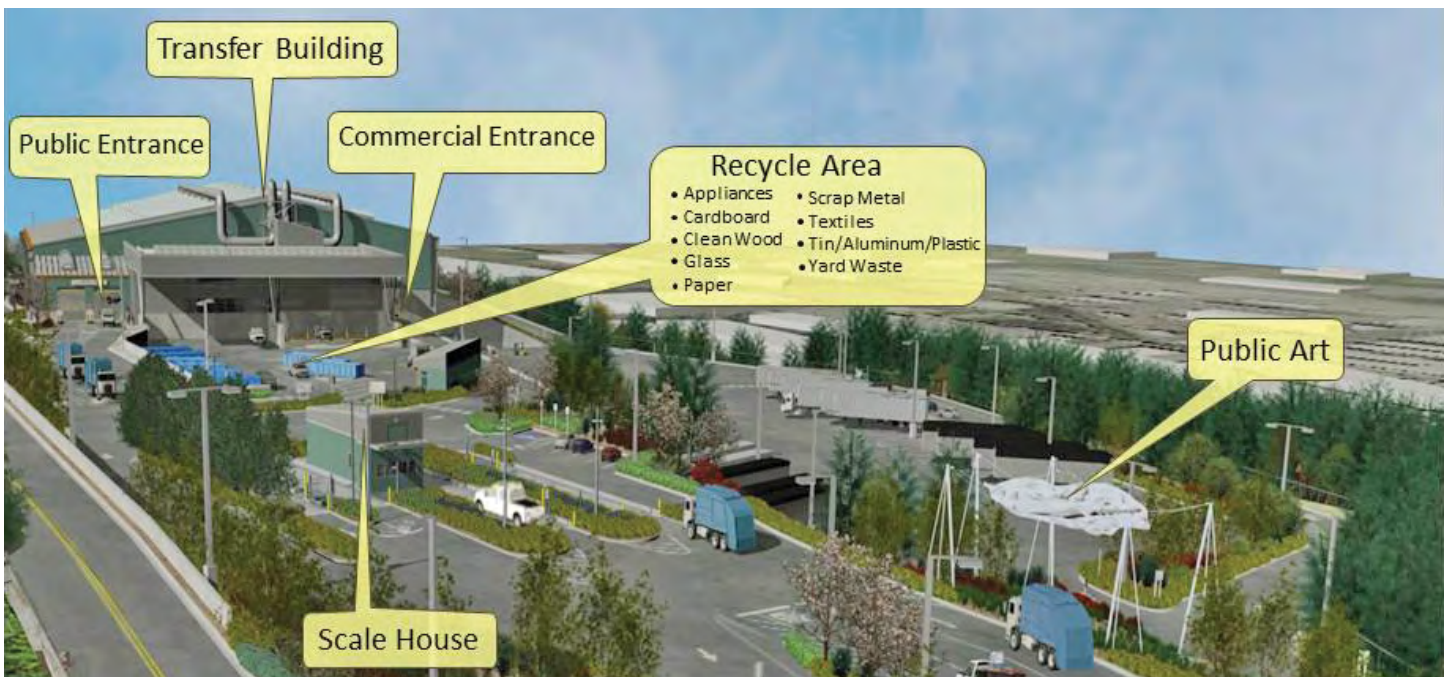 Transfer Building
Public Entrance
Commercial Entrance
Recycle Area
• Appliances
• Cardboard
• Clean Wood
• Glass
• Paper
• Scrap Metal
• Textiles
• Tin/Aluminum/Plastic
• Yard Waste
Public Art
Scale House